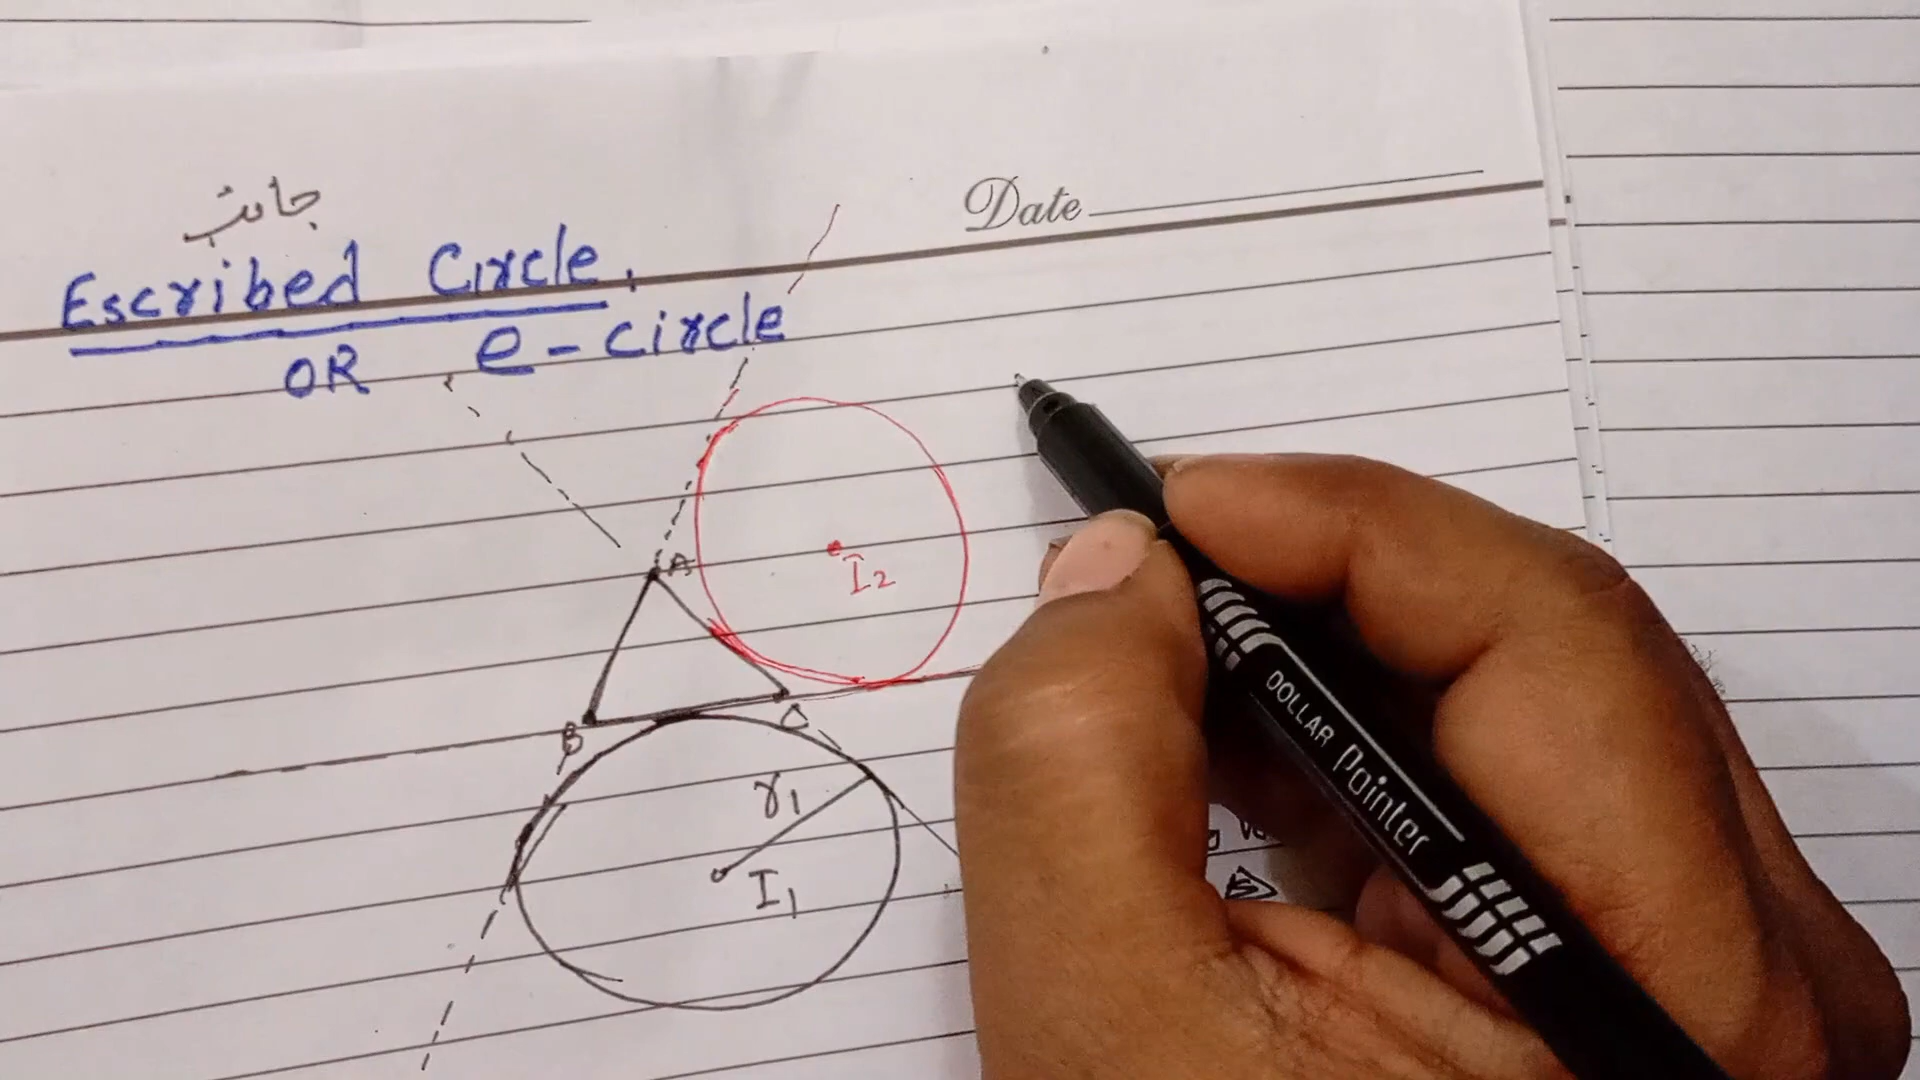 Date
جانب
Escribed Circle.
OR e-circle
A
I2
B
C
r1
I1
DOLLAR Pointer